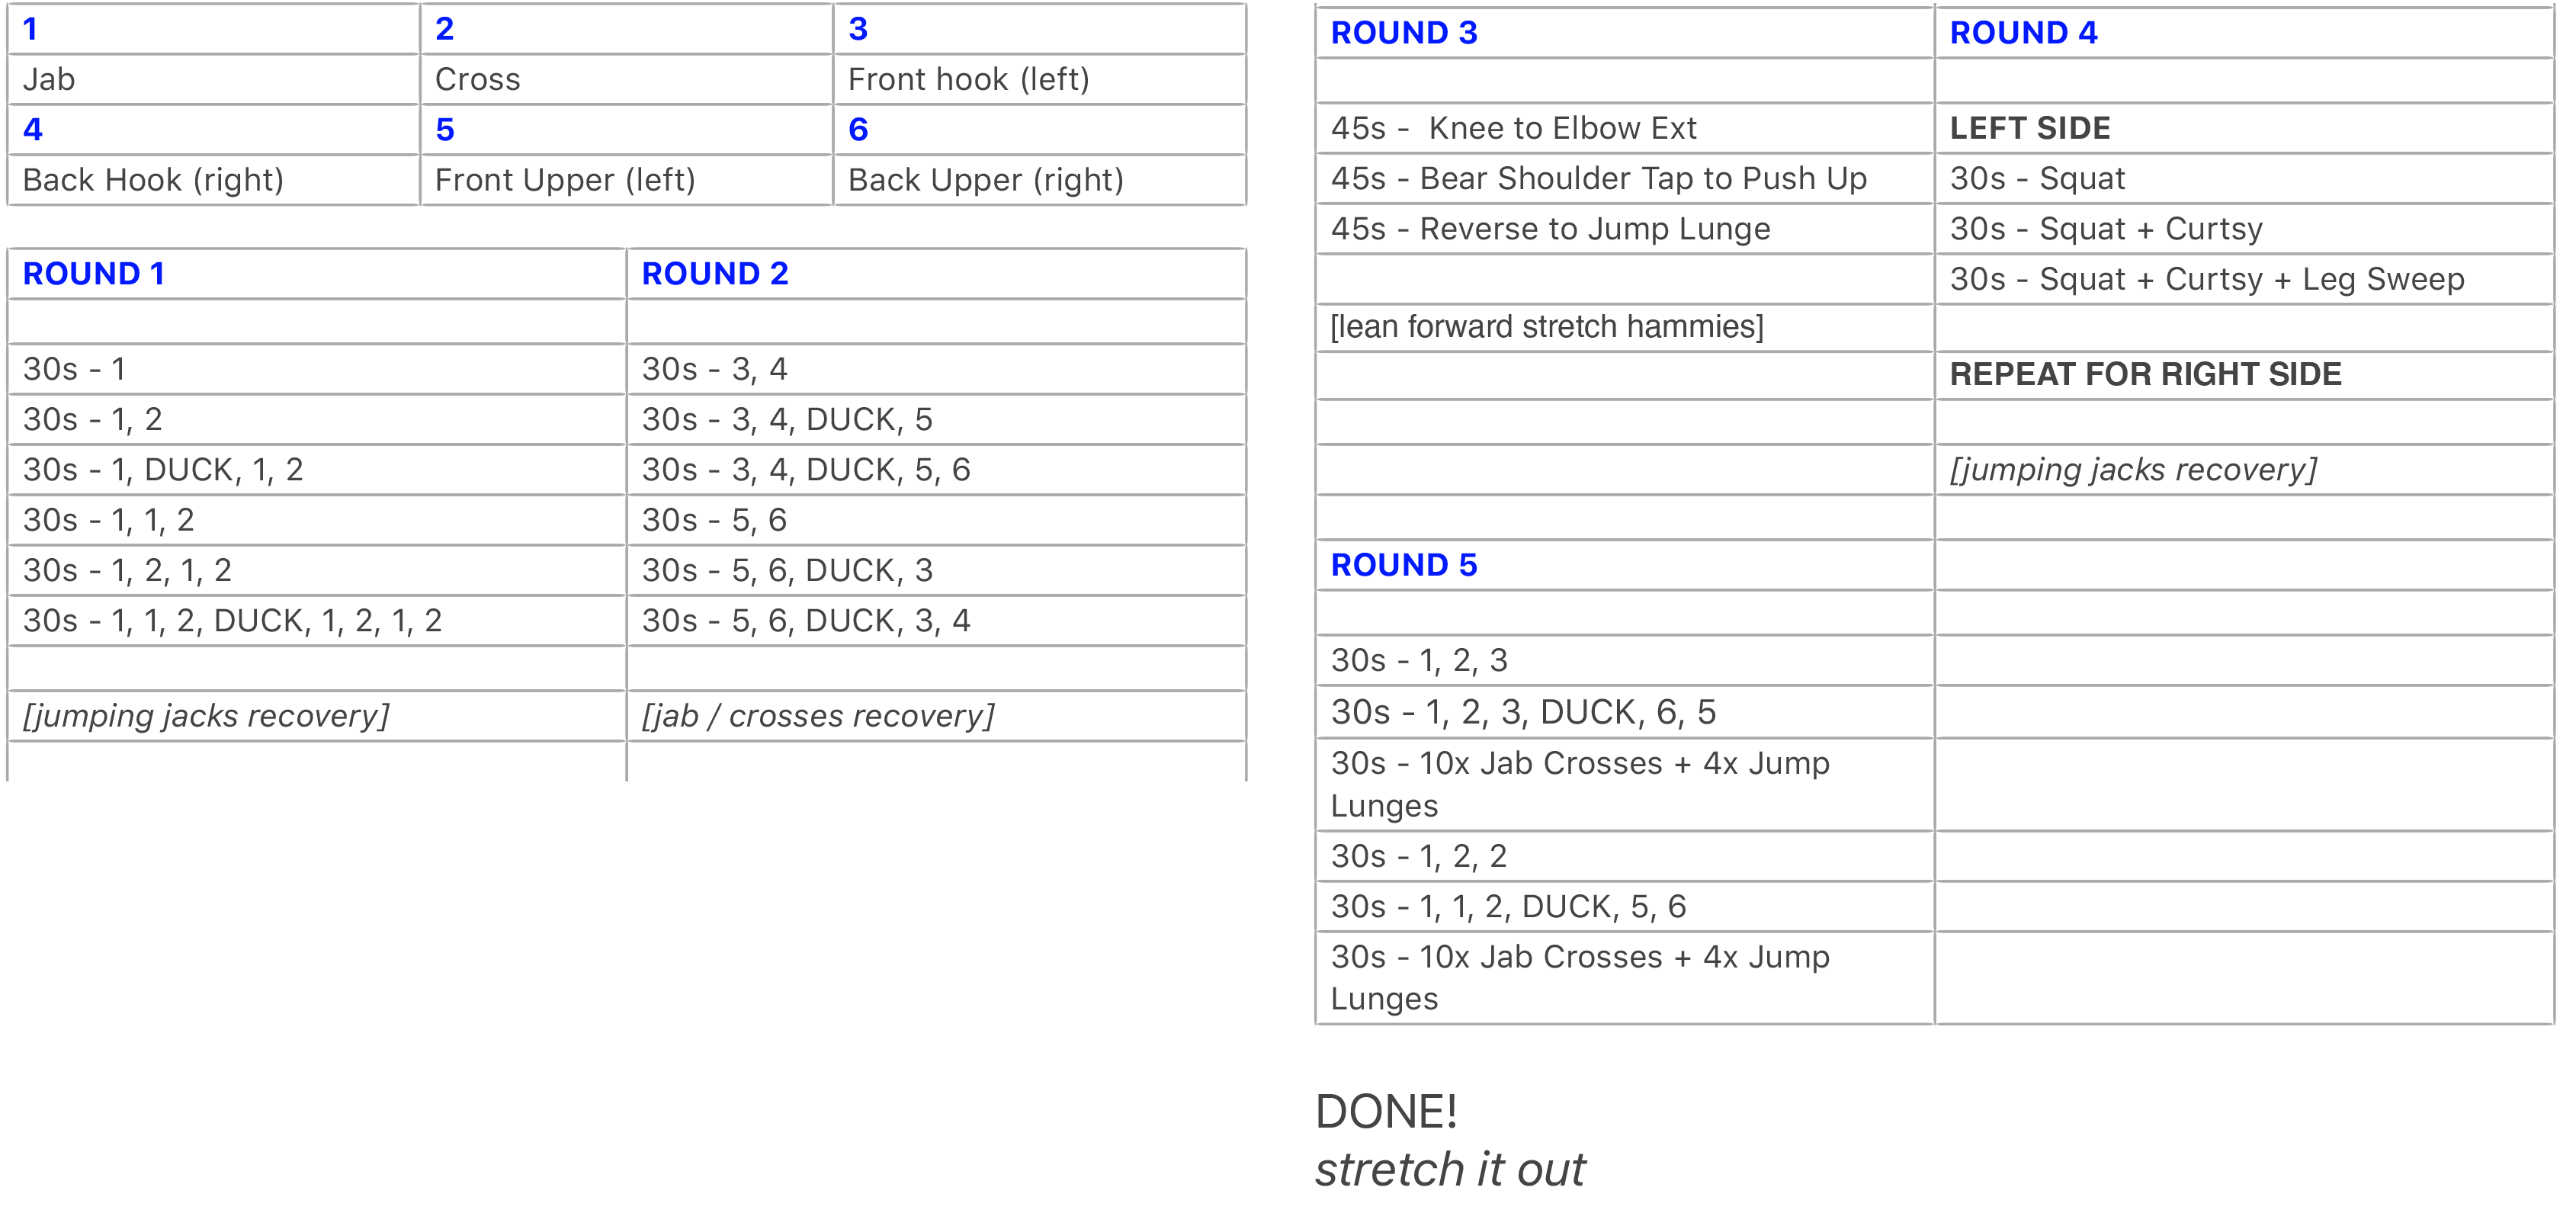 1 2 3
Jab Cross Front hook (left)
4 5 6
Back Hook (right) Front Upper (left) Back Upper (right)
ROUND 1 ROUND 2
30s - 1 30s - 3, 4
30s - 1, 2 30s - 3, 4, DUCK, 5
30s - 1, DUCK, 1, 2 30s - 3, 4, DUCK, 5, 6
30s - 1, 1, 2 30s - 5, 6
30s - 1, 2, 1, 2 30s - 5, 6, DUCK, 3
30s - 1, 1, 2, DUCK, 1, 2, 1, 2 30s - 5, 6, DUCK, 3, 4
[jumping jacks recovery] [jab / crosses recovery]
ROUND 3 ROUND 4
45s -  Knee to Elbow Ext LEFT SIDE
45s - Bear Shoulder Tap to Push Up 30s - Squat
45s - Reverse to Jump Lunge 30s - Squat + Curtsy
30s - Squat + Curtsy + Leg Sweep
[lean forward stretch hammies]
REPEAT FOR RIGHT SIDE
[jumping jacks recovery]
ROUND 5
30s - 1, 2, 3
30s - 1, 2, 3, DUCK, 6, 5
30s - 10x Jab Crosses + 4x Jump
Lunges
30s - 1, 2, 2
30s - 1, 1, 2, DUCK, 5, 6
30s - 10x Jab Crosses + 4x Jump
Lunges
DONE!
stretch it out